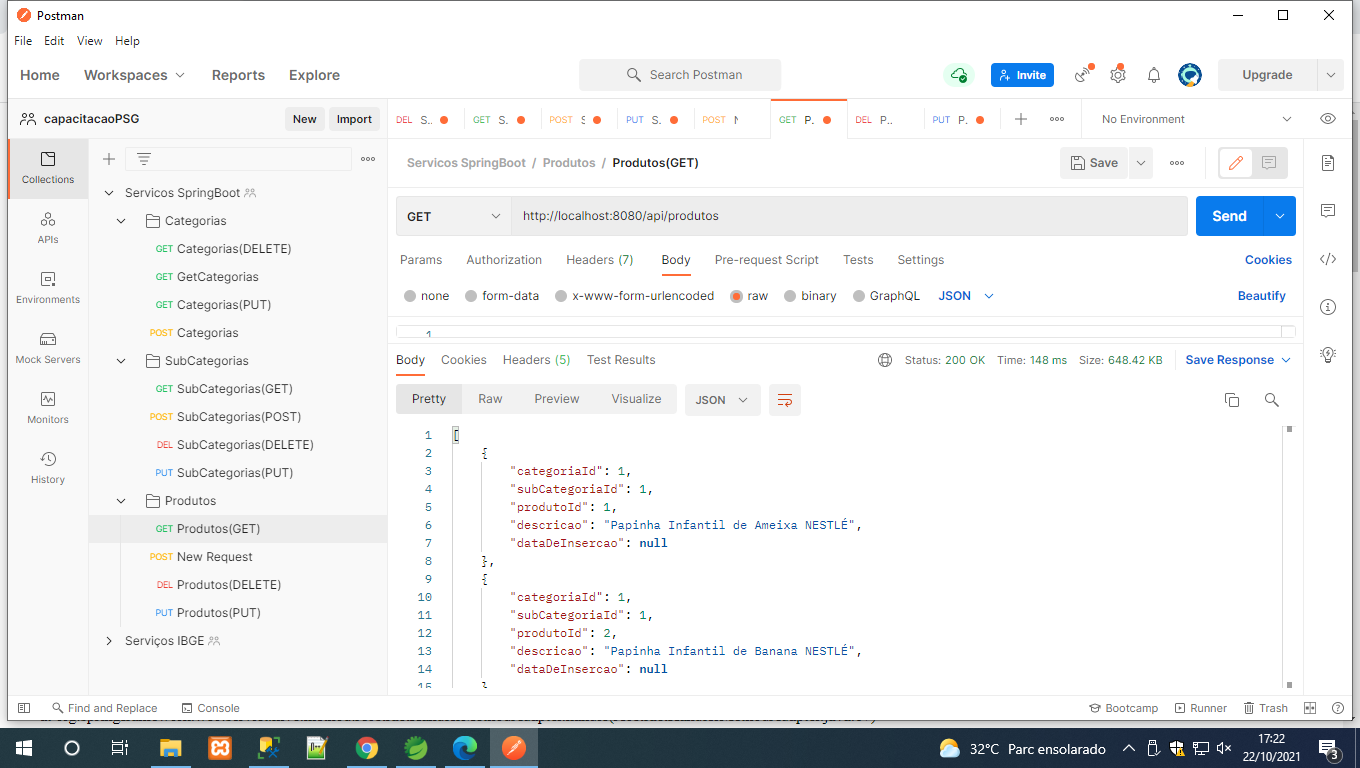 Postman
File Edit View Help
Home Workspaces Reports Explore Search Postman Invite Upgrade
capacitacaoPSG New Import DEL S.. GET S. POST S PUT S. POST N GET P. DEL P.. PUT P. No Environment
Servicos SpringBoot / Produtos / Produtos(GET) Save
Collections
APIs
Environments
Mock Servers
Monitors
History
Servicos SpringBoot
Categorias
GET Categorias(DELETE)
GET GetCategorias
GET Categorias(PUT)
POST Categorias
SubCategorias
GET SubCategorias(GET)
POST SubCategorias(POST)
DEL SubCategorias(DELETE)
PUT SubCategorias(PUT)
Produtos
GET Produtos(GET)
POST New Request
DEL Produtos(DELETE)
PUT Produtos(PUT)
Serviços IBGE
GET http://localhost:8080/api/produtos Send
Params Authorization Headers (7) Body Pre-request Script Tests Settings Cookies
none form-data x-www-form-urlencoded raw binary GraphQL JSON Beautify
1
Body Cookies Headers (5) Test Results Status: 200 OK Time: 148 ms Size: 648.42 KB Save Response
Pretty Raw Preview Visualize JSON
1 [
2 {
3 "categoriaId": 1,
4 "subCategoriaId": 1,
5 "produtoId": 1,
6 "descricao": "Papinha Infantil de Ameixa NESTLÉ",
7 "dataDeInsercao": null
8 },
9 {
10 "categoriaId": 1,
11 "subCategoriaId": 1,
12 "produtoId": 2,
13 "descricao": "Papinha Infantil de Banana NESTLÉ",
14 "dataDeInsercao": null
15 }
Find and Replace Console Bootcamp Runner Trash
32°C Parc ensolarado 17:22
22/10/2021 3